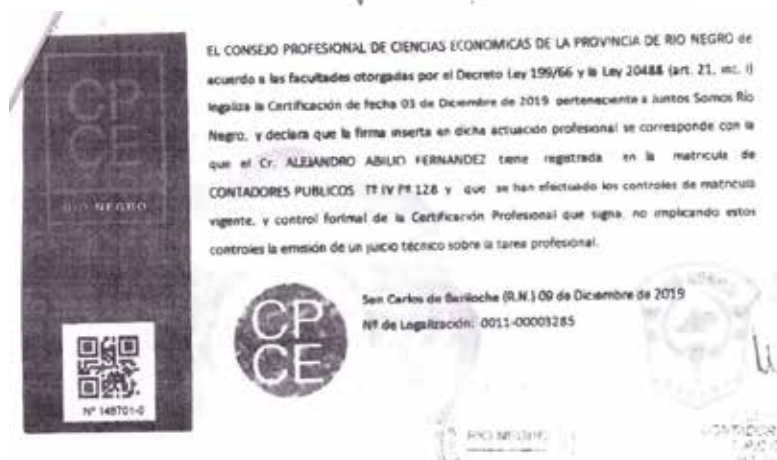 EL CONSEJO PROFESIONAL DE CIENCIAS ECONOMICAS DE LA PROVINCIA DE RIO NEGRO de
acuerdo a las facultades otorgadas por el Decreto Ley 199/66 y la Ley 20488 (art. 21, inc. i)
legaliza la Certificación de fecha 03 de Diciembre de 2019 perteneciente a Juntos Somos Río
Negro, y declara que la firma inserta en dicha actuación profesional se corresponde con la
que el Cr. ALEJANDRO ABILIO FERNANDEZ tiene registrada en la matricula de
CONTADORES PUBLICOS Tº IV Fº 128 y que se han efectuado los controles de matricula
vigente, y control formal de la Certificación Profesional que signa, no implicando estos
controles la emisión de un juicio técnico sobre la tarea profesional.
San Carlos de Bariloche (R.N.) 09 de Diciembre de 2019
Nº de Legalización: 0011-00003285
CP
CE
RIO NEGRO
Nº 148701-0
CP
CE
RIO NEGRO
CONTADOR